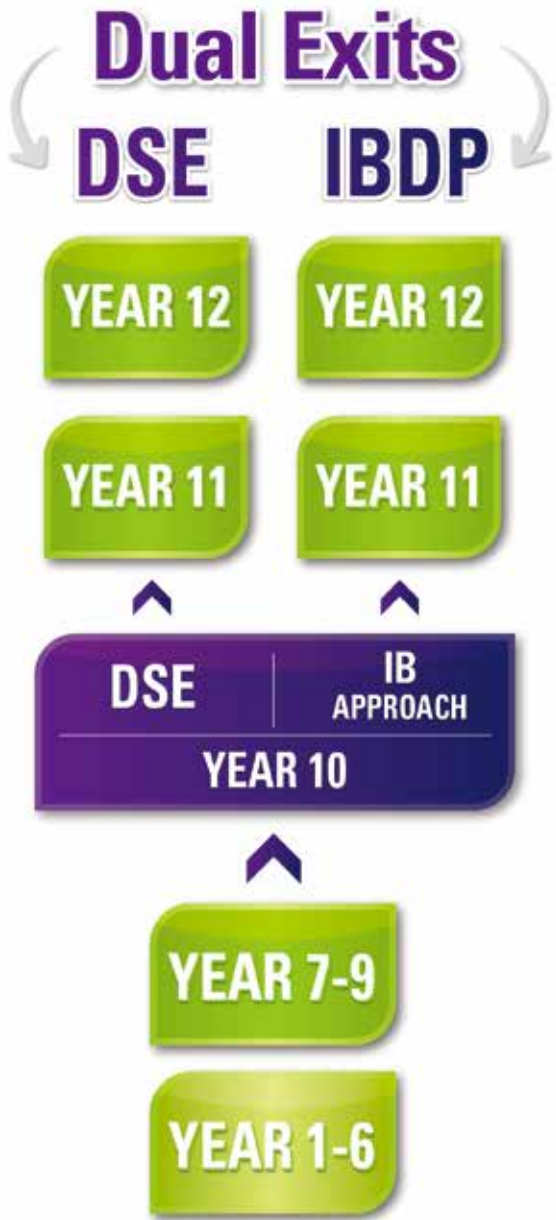 Dual Exits
DSE IBDP
YEAR 12 YEAR 12
YEAR 11 YEAR 11
DSE IB APPROACH
YEAR 10
YEAR 7-9
YEAR 1-6